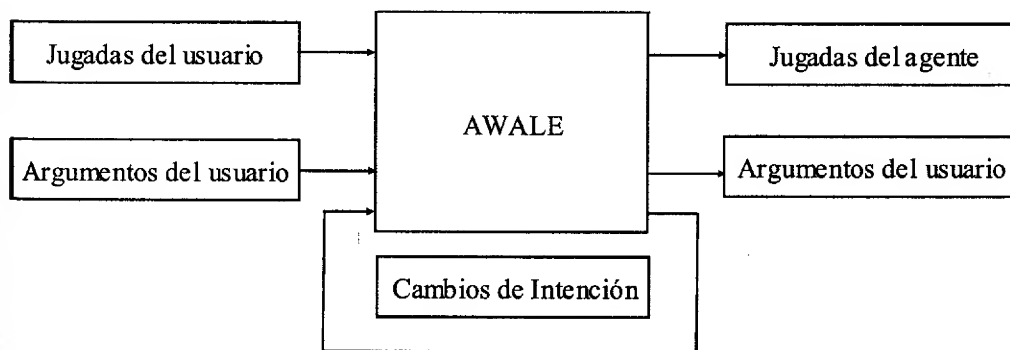 Jugadas del usuario
Jugadas del agente
AWALE
Argumentos del usuario
Argumentos del usuario
Cambios de Intención